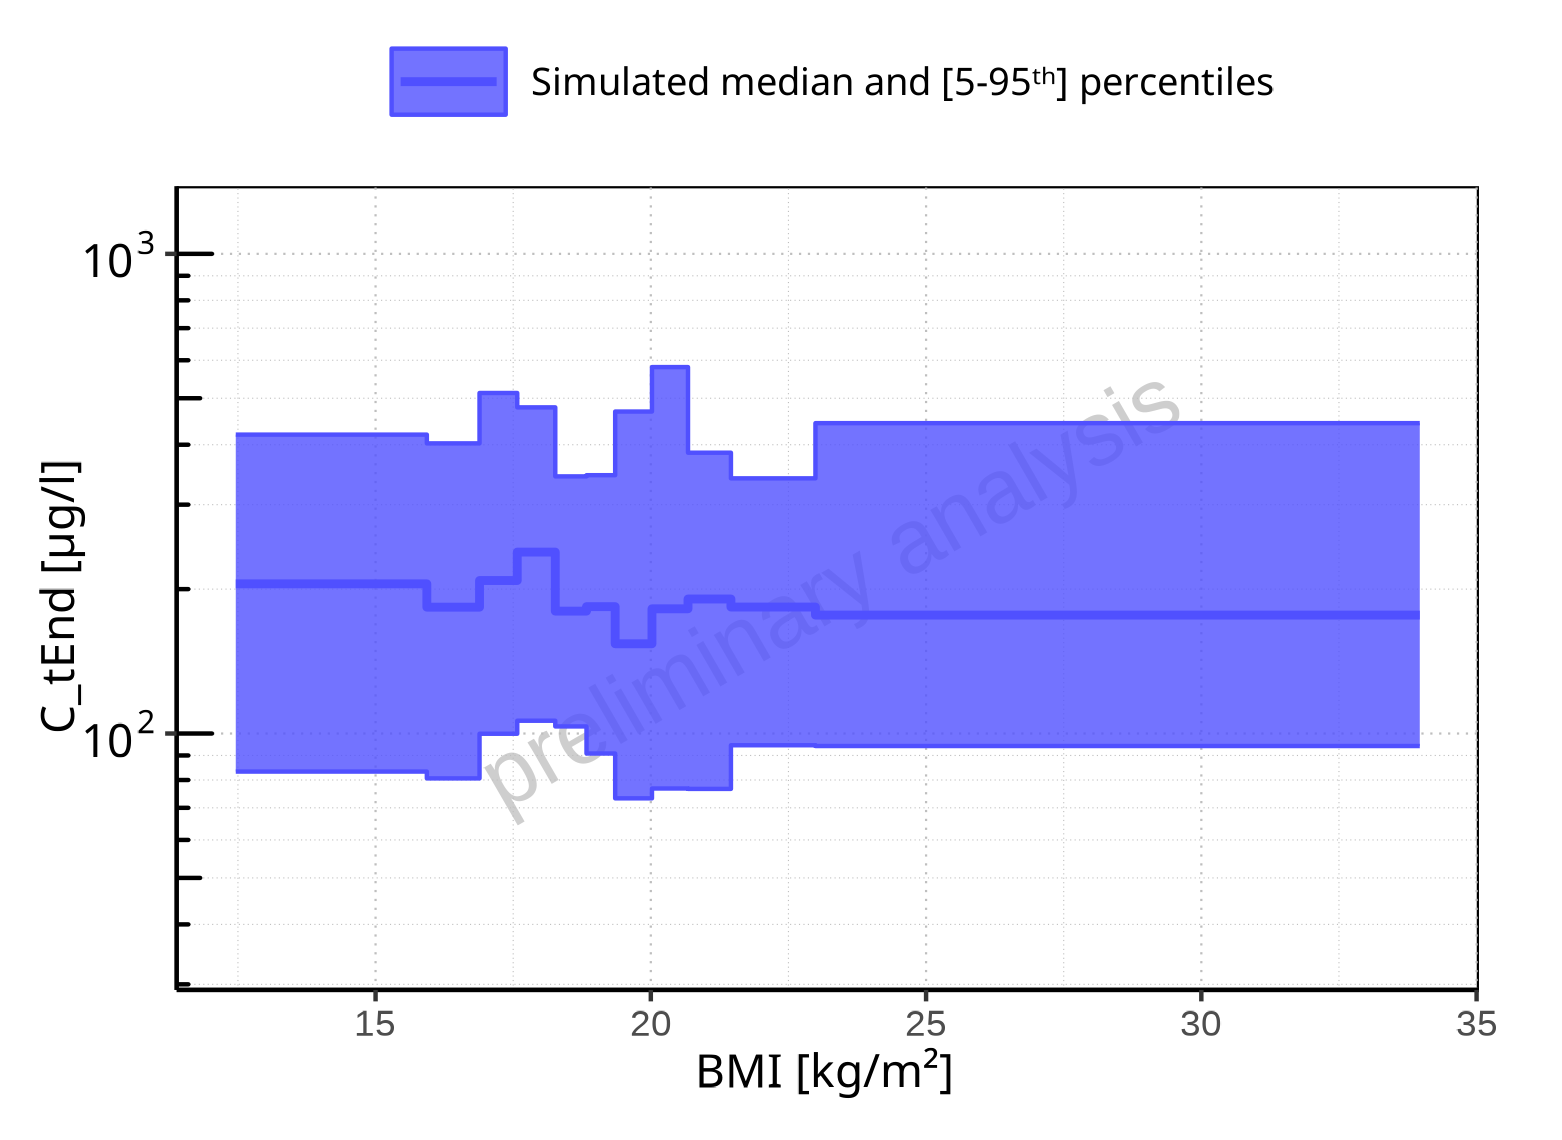 Simulated median and [5-95ᵗʰ] percentiles
10³
10²
C_tEnd [µg/l]
preliminary analysis
15 20 25 30 35
BMI [kg/m²]